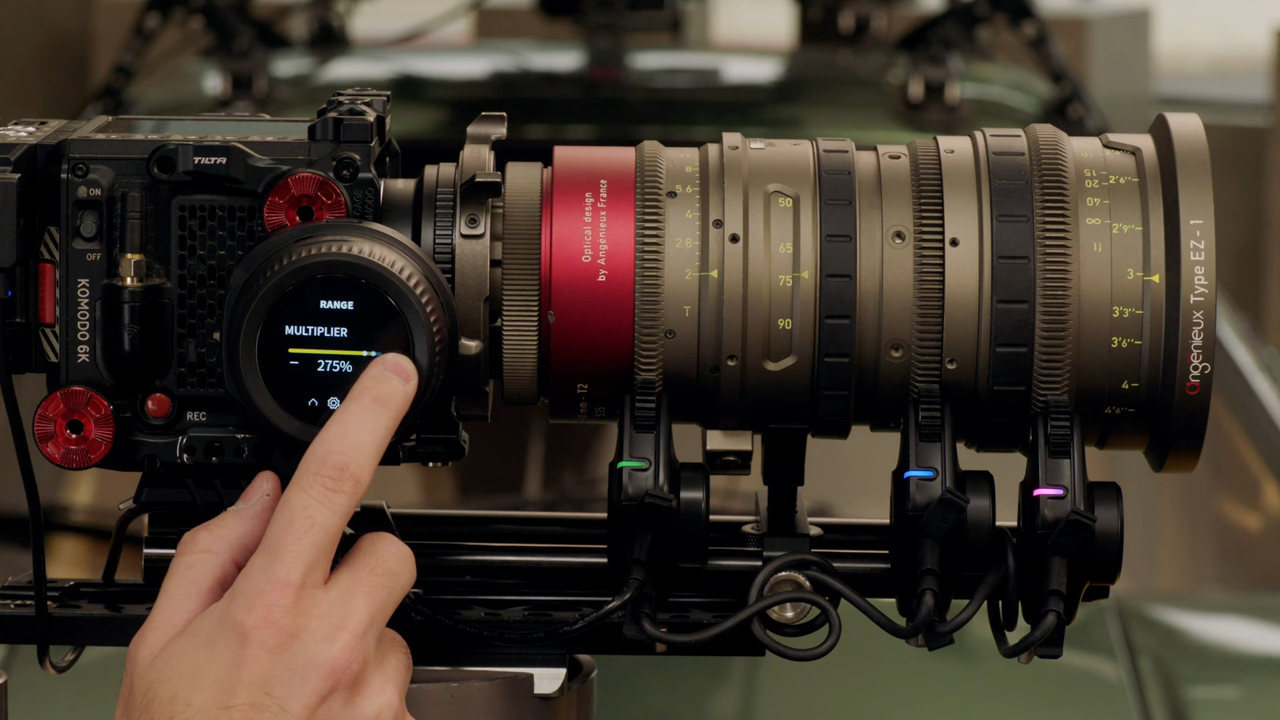 TILTA
ON
OFF
KOMODO 6K
REC
RANGE
MULTIPLIER
275%
Optical design
by Angénieux France
8
5.6
4
2.8
2
T
50
65
75
90
15
20
40
∞
2'6"
2'9"
3
3'3"
3'6"
4
4'6"
Angénieux Type EZ-1